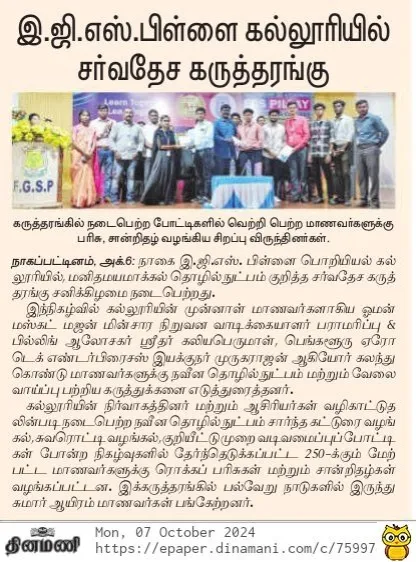 இ.ஜி.எஸ்.பிள்ளை கல்லூரியில்
சர்வதேச கருத்தரங்கு
Learn Toge
F.G.S.P
GS PILLAY
கருத்தரங்கில் நடைபெற்ற போட்டிகளில் வெற்றி பெற்ற மாணவர்களுக்கு
பரிசு, சான்றிதழ் வழங்கிய சிறப்பு விருந்தினர்கள்.
நாகப்பட்டினம், அக்.6: நாகை இ.ஜி.எஸ். பிள்ளை பொறியியல் கல்
லூரியில், மனிதமயமாக்கல் தொழில்நுட்பம் குறித்த சர்வதேச கருத்
தரங்கு சனிக்கிழமை நடைபெற்றது.
இந்நிகழ்வில் கல்லூரியின் முன்னாள் மாணவர்களாகிய ஓமன்
மஸ்கட் மஜன் மின்சார நிறுவன வாடிக்கையாளர் பராமரிப்பு &
பில்லிங் ஆலோசகர் ஸ்ரீதர் கலியபெருமாள், பெங்களூரு ஏரோ
டெக் எண்டர்பிரைசஸ் இயக்குநர் முருகராஜன் ஆகியோர் கலந்து
கொண்டு மாணவர்களுக்கு நவீன தொழில்நுட்பம் மற்றும் வேலை
வாய்ப்பு பற்றிய கருத்துக்களை எடுத்துரைத்தனர்.
கல்லூரியின் நிர்வாகத்தினர் மற்றும் ஆசிரியர்கள் வழிகாட்டுத
லின்படி நடைபெற்ற நவீன தொழில்நுட்பம் சார்ந்த கட்டுரை வழங்
கல், சுவரொட்டி வழங்கல், குறியீட்டு முறை வடிவமைப்புப் போட்டி
கள் போன்ற நிகழ்வுகளில் தேர்ந்தெடுக்கப்பட்ட 250-க்கும் மேற்
பட்ட மாணவர்களுக்கு ரொக்கப் பரிசுகள் மற்றும் சான்றிதழ்கள்
வழங்கப்பட்டன. இக்கருத்தரங்கில் பல்வேறு நாடுகளில் இருந்து
சுமார் ஆயிரம் மாணவர்கள் பங்கேற்றனர்.
தினமணி
Mon, 07 October 2024
https://epaper.dinamani.com/c/75997